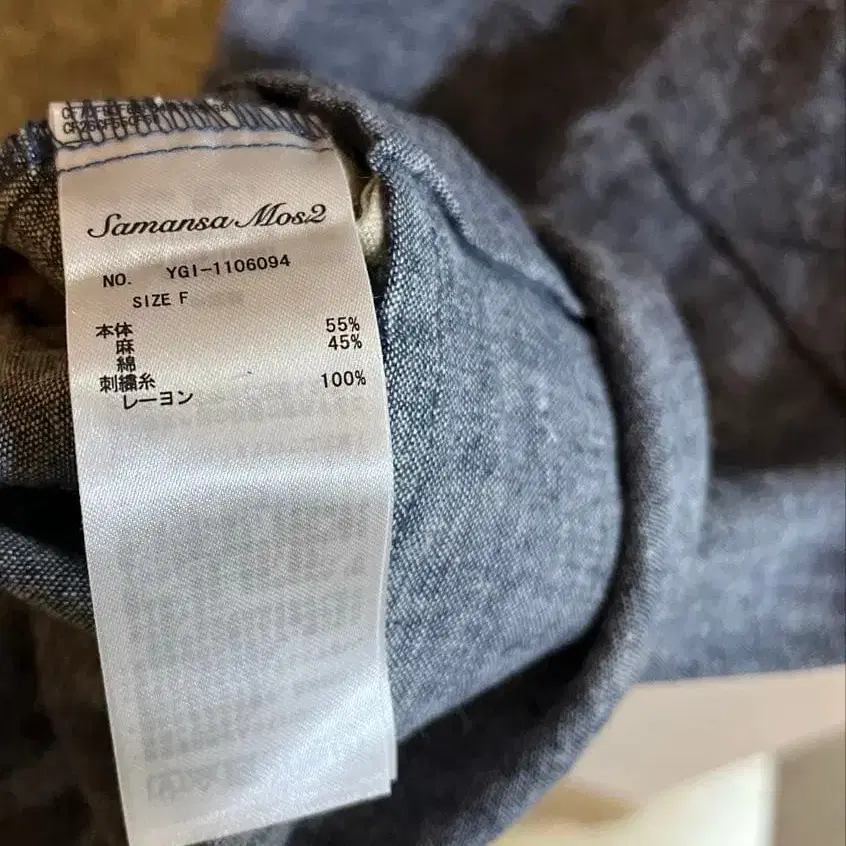 Samansa Mos2
NO. YGI-1106094
SIZE F
本体
麻 55%
綿 45%
刺繍糸
レーヨン 100%